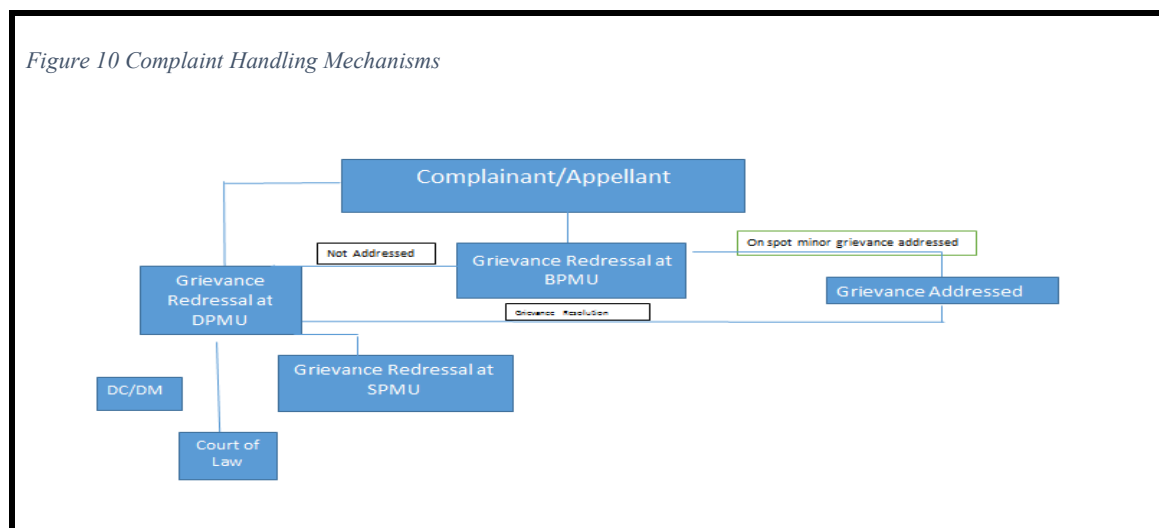 Figure 10 Complaint Handling Mechanisms
Complainant/Appellant
On spot minor grievance addressed
Not Addressed
Grievance Redressal at
BPMU
Grievance
Redressal at
DPMU
Grievance Addressed
Grievance Resolution
Grievance Redressal at
SPMU
DC/DM
Court of
Law